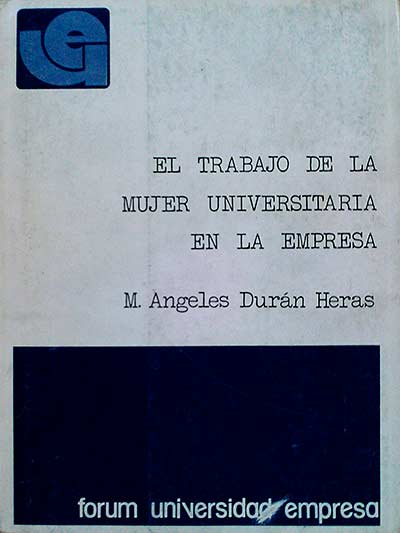 EL TRABAJO DE LA
MUJER UNIVERSITARIA
EN LA EMPRESA
M. Angeles Durán Heras
forum universidad empresa